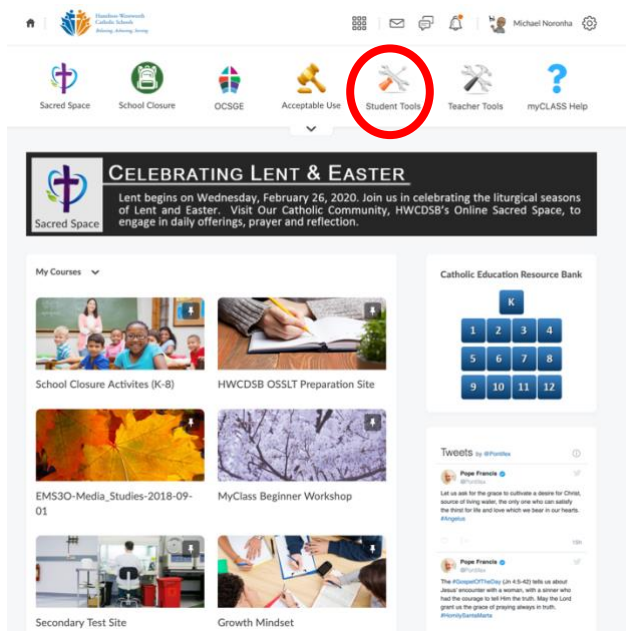 Hamilton-Wentworth
Catholic Schools
Believing, Achieving, Serving
Michael Noronha
Sacred Space
School Closure
OCSGE
Acceptable Use
Student Tools
Teacher Tools
myCLASS Help
CELEBRATING LENT & EASTER
Lent begins on Wednesday, February 26, 2020. Join us in celebrating the liturgical seasons
of Lent and Easter. Visit Our Catholic Community, HWCDSB's Online Sacred Space, to
engage in daily offerings, prayer and reflection.
Sacred Space
My Courses
School Closure Activites (K-8)
HWCDSB OSSLT Preparation Site
EMS3O-Media_Studies-2018-09-
01
MyClass Beginner Workshop
Secondary Test Site
Growth Mindset
Catholic Education Resource Bank
K
1 2 3 4
5 6 7 8
9 10 11 12
Tweets by @Pontifex
Pope Francis
@Pontifex
Let us ask for the grace to cultivate a desire for Christ,
source of living water, the only one who can satisfy
the thirst for life and love which we bear in our hearts.
#Angelus
19h
Pope Francis
@Pontifex
The #GospelOfTheDay (Jn 4:5-42) tells us about
Jesus' encounter with a woman, with a sinner who
had the courage to tell Him the truth. May the Lord
grant us the grace of praying always in truth.
#HomilySantaMarta